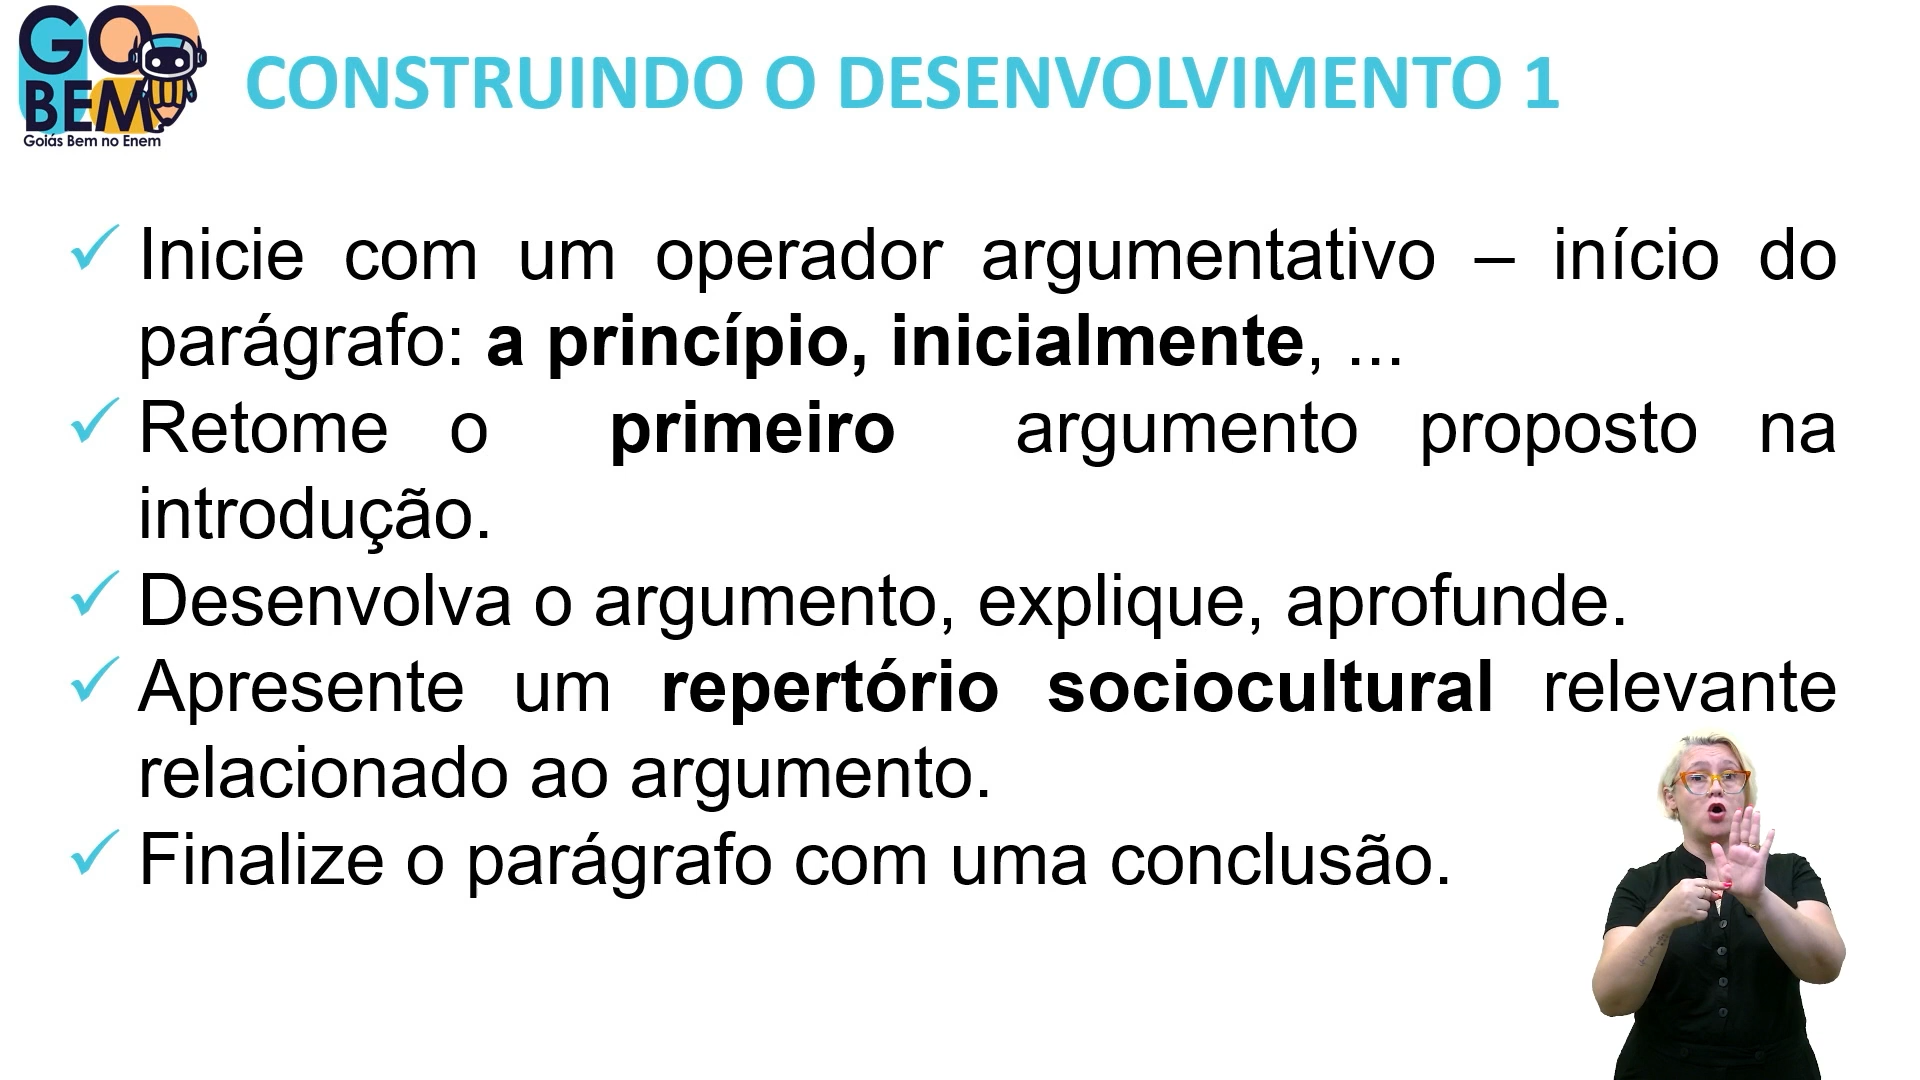 GO
BEM
Goiás Bem no Enem
CONSTRUINDO O DESENVOLVIMENTO 1
✓ Inicie com um operador argumentativo – início do
parágrafo: a princípio, inicialmente, ...
✓ Retome o primeiro argumento proposto na
introdução.
✓ Desenvolva o argumento, explique, aprofunde.
✓ Apresente um repertório sociocultural relevante
relacionado ao argumento.
✓ Finalize o parágrafo com uma conclusão.